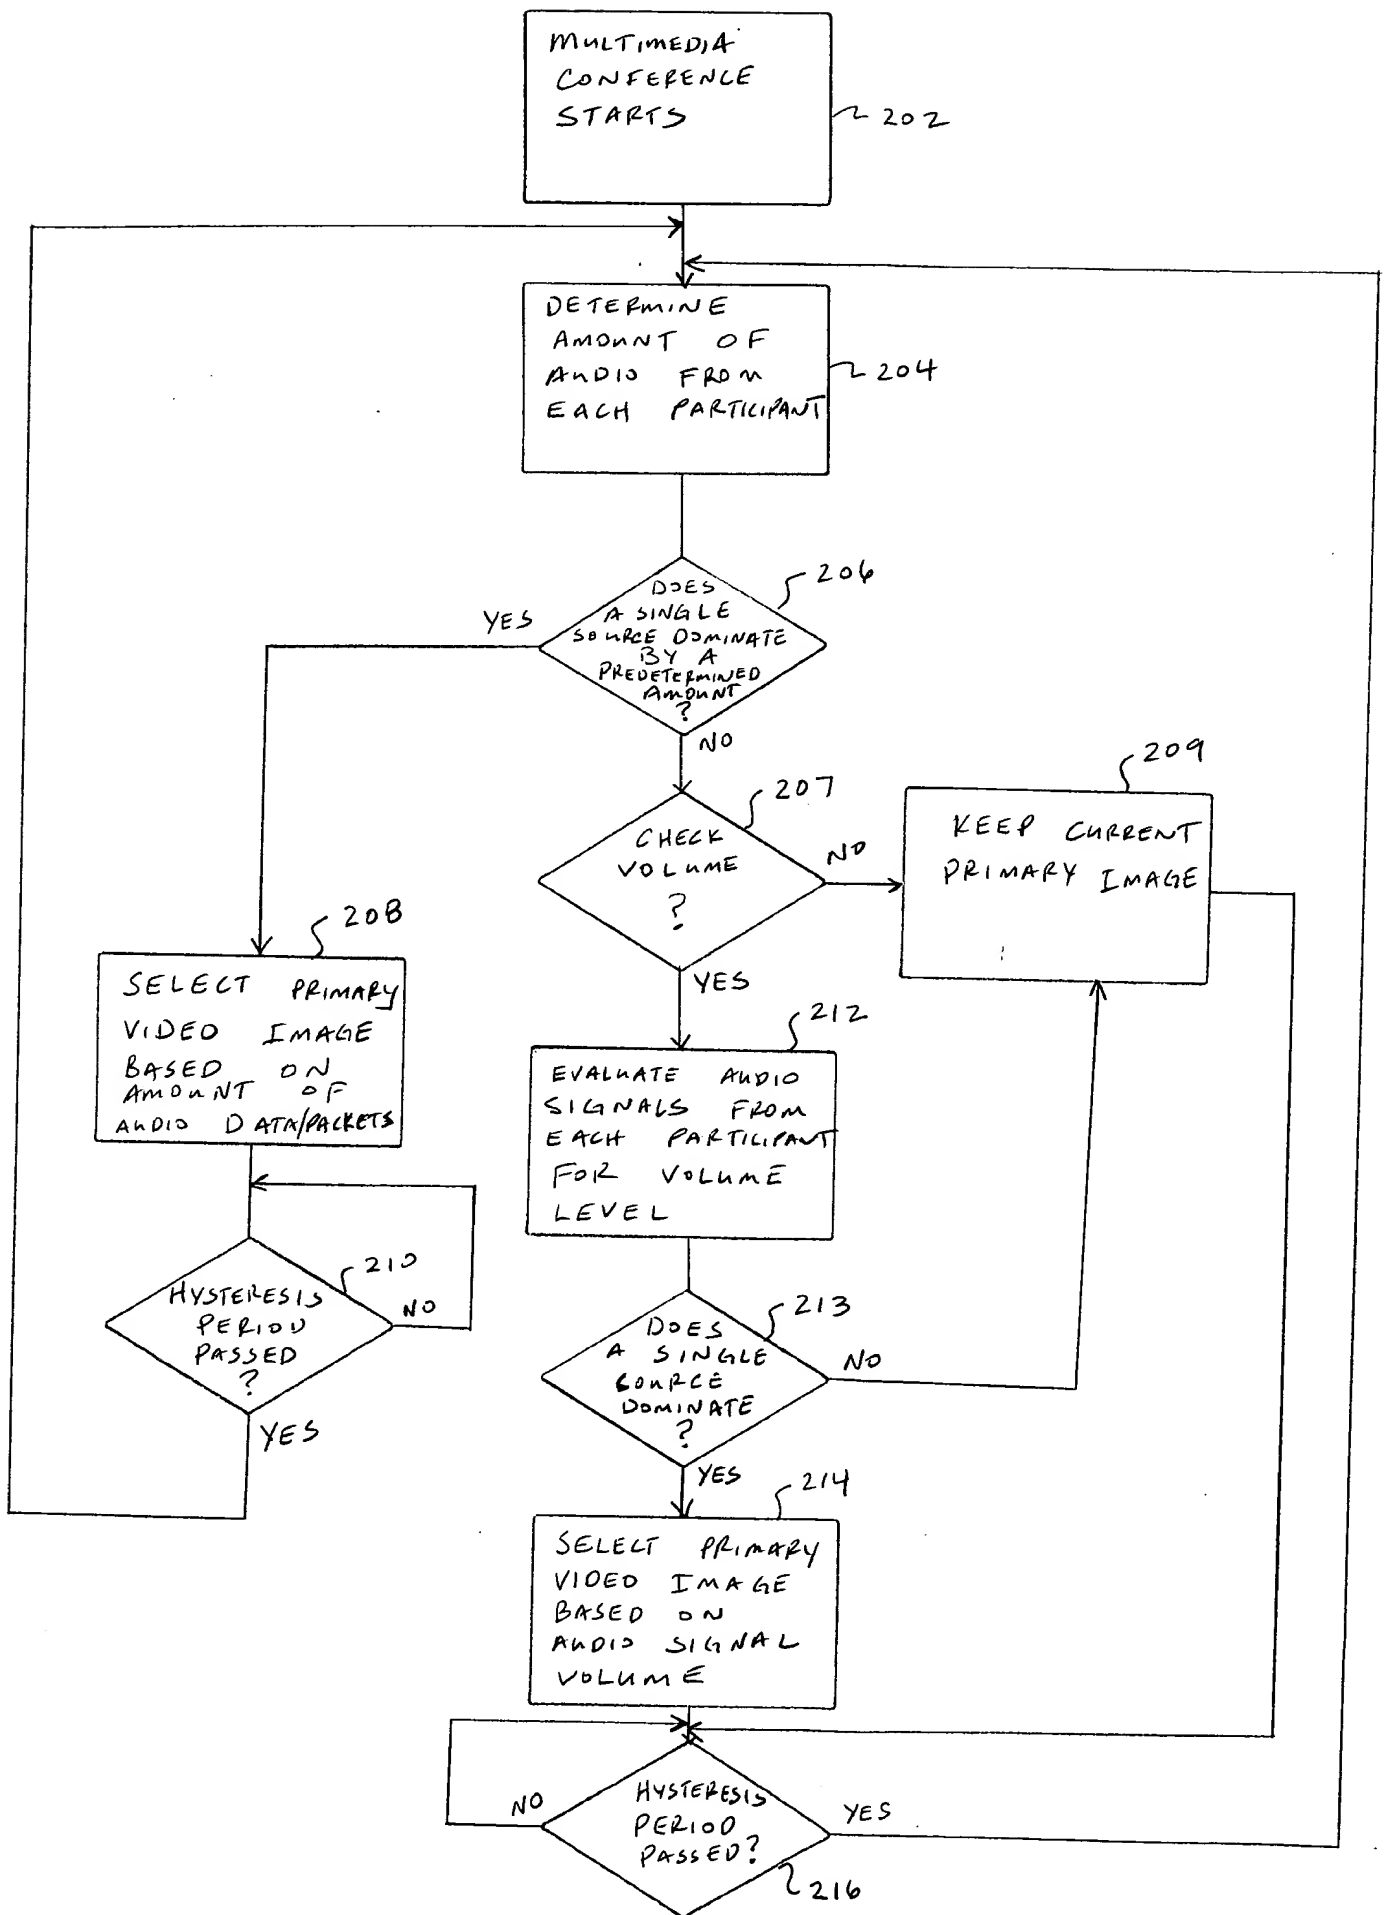 MULTIMEDIA
CONFERENCE
STARTS
202
DETERMINE
AMOUNT OF
AUDIO FROM
EACH PARTICIPANT
204
206
DOES
A SINGLE
SOURCE DOMINATE
BY A
PREDETERMINED
AMOUNT
?
YES
NO
207
CHECK
VOLUME
?
NO
YES
209
KEEP CURRENT
PRIMARY IMAGE
208
SELECT PRIMARY
VIDEO IMAGE
BASED ON
AMOUNT OF
AUDIO DATA/PACKETS
210
HYSTERESIS
PERIOD
PASSED
?
NO
YES
212
EVALUATE AUDIO
SIGNALS FROM
EACH PARTICIPANT
FOR VOLUME
LEVEL
213
DOES
A SINGLE
SOURCE
DOMINATE
?
NO
YES
214
SELECT PRIMARY
VIDEO IMAGE
BASED ON
AUDIO SIGNAL
VOLUME
HYSTERESIS
PERIOD
PASSED?
NO
YES
216